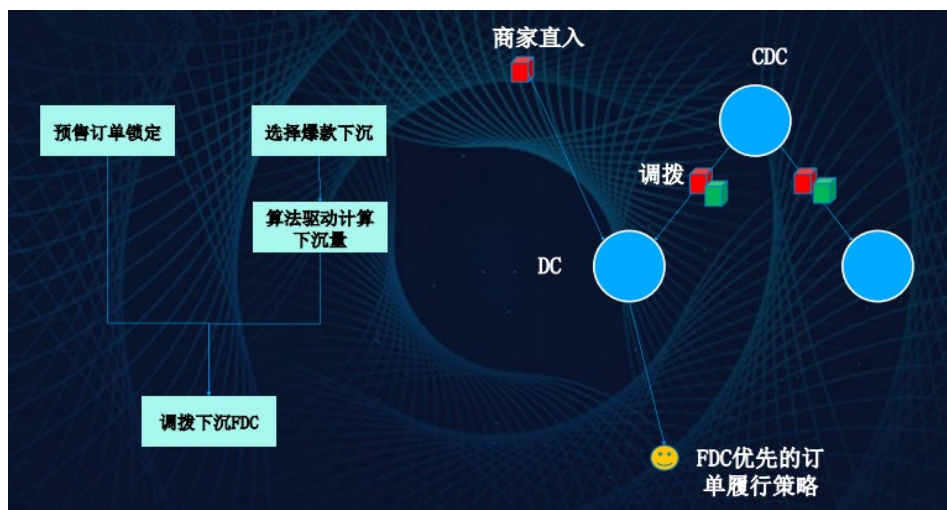 商家直入
CDC
预售订单锁定
选择爆款下沉
调拨
算法驱动计算
下沉量
DC
调拨下沉FDC
FDC优先的订
单履行策略